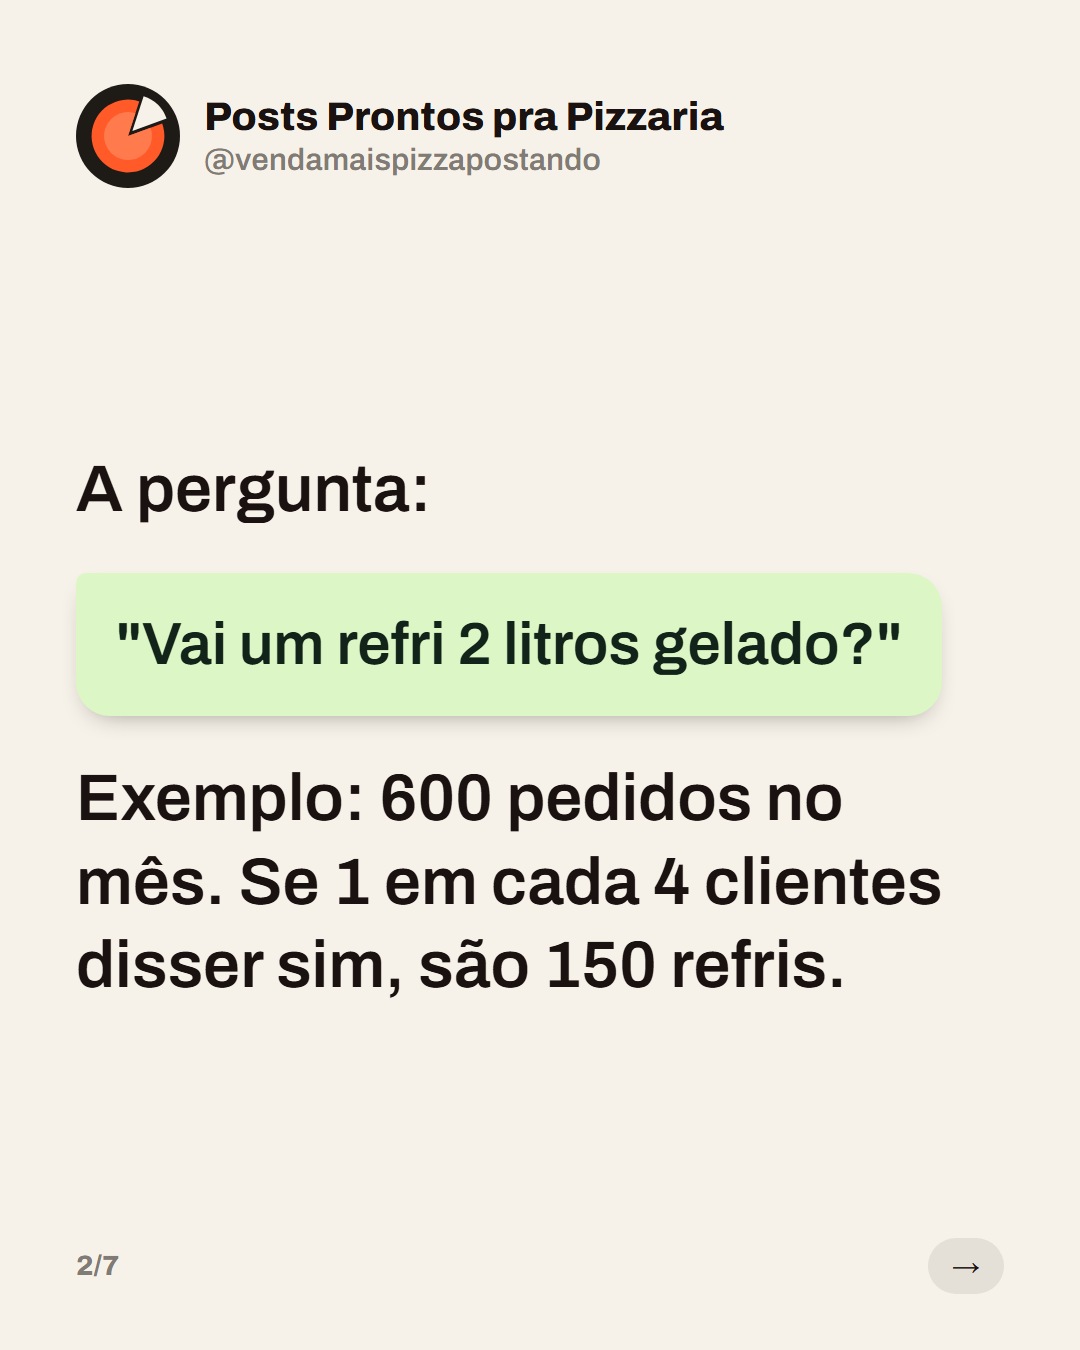 Posts Prontos pra Pizzaria
@vendamaispizzapostando
A pergunta:
"Vai um refri 2 litros gelado?"
Exemplo: 600 pedidos no
mês. Se 1 em cada 4 clientes
disser sim, são 150 refris.
2/7
→